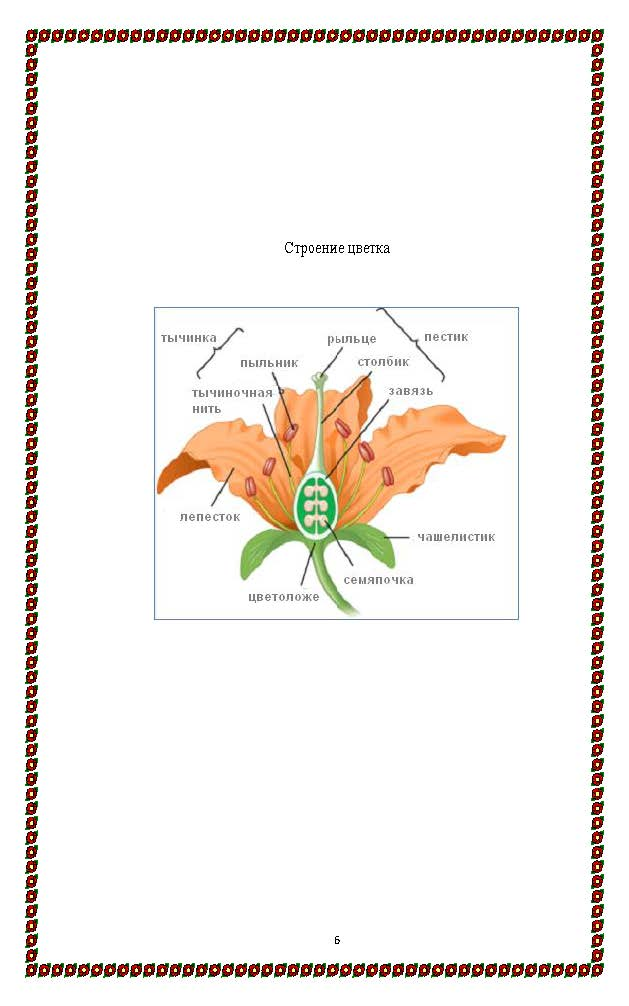 Строение цветка
тычинка
рыльце
пестик
пыльник
столбик
тычиночная
нить
завязь
лепесток
чашелистик
семяпочка
цветоложе
6